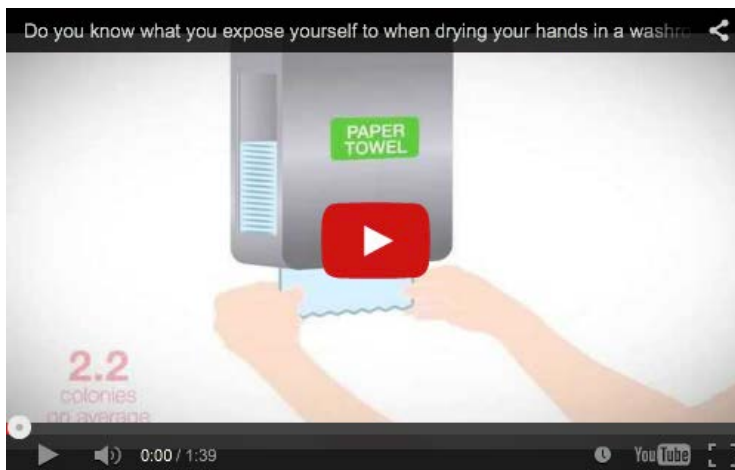 Do you know what you expose yourself to when drying your hands in a
PAPER
TOWEL
2.2
colonies
on average
0:00 / 1:39
YouTube